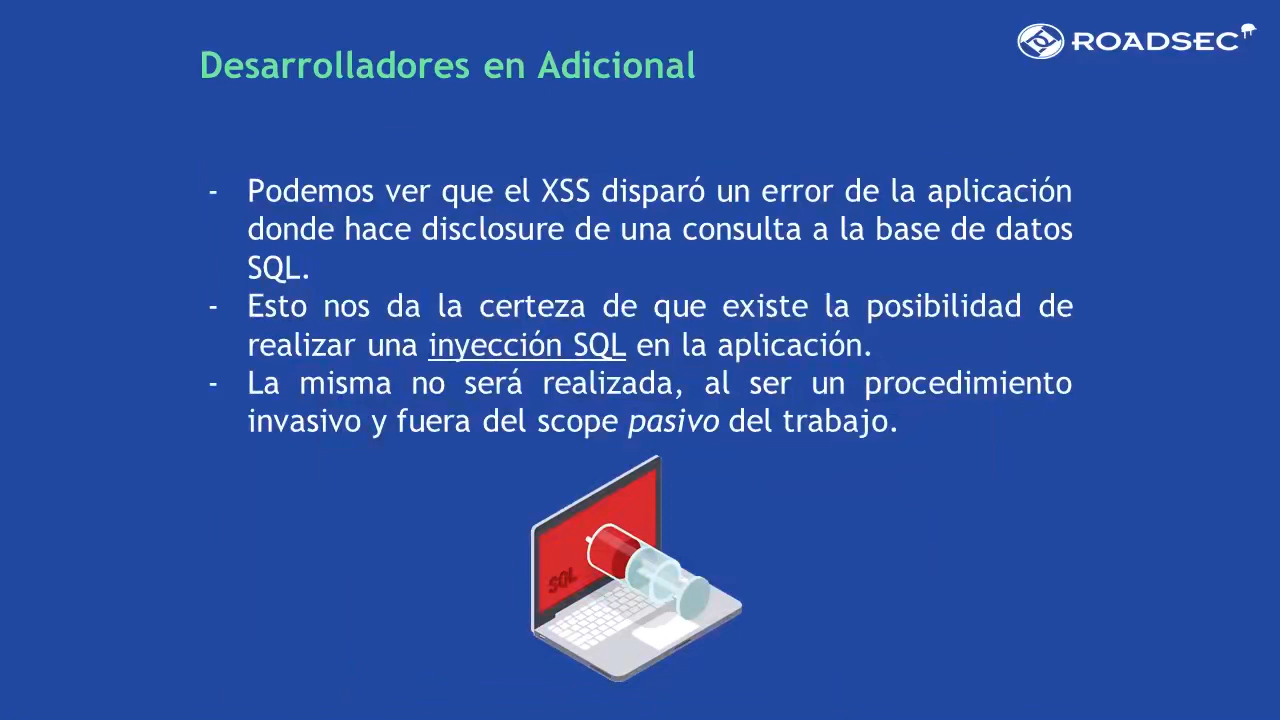 ROADSEC
Desarrolladores en Adicional
- Podemos ver que el XSS disparó un error de la aplicación
donde hace disclosure de una consulta a la base de datos
SQL.
- Esto nos da la certeza de que existe la posibilidad de
realizar una inyección SQL en la aplicación.
- La misma no será realizada, al ser un procedimiento
invasivo y fuera del scope pasivo del trabajo.
SQL